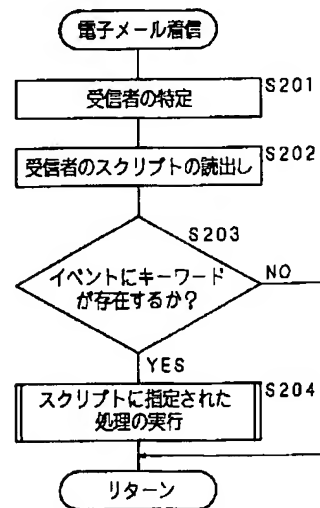 電子メール着信
S201
受信者の特定
S202
受信者のスクリプトの読出し
S203
イベントにキーワード
が存在するか?
NO
YES
S204
スクリプトに指定された
処理の実行
リターン